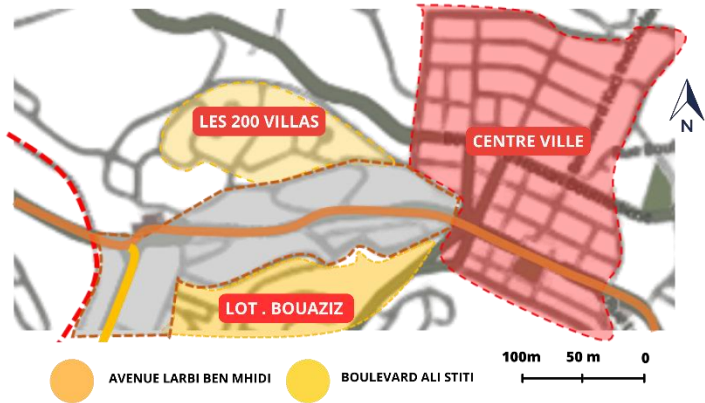 LES 200 VILLAS
CENTRE VILLE
N
LOT . BOUAZIZ
100m 50 m 0
AVENUE LARBI BEN MHIDI
BOULEVARD ALI STITI